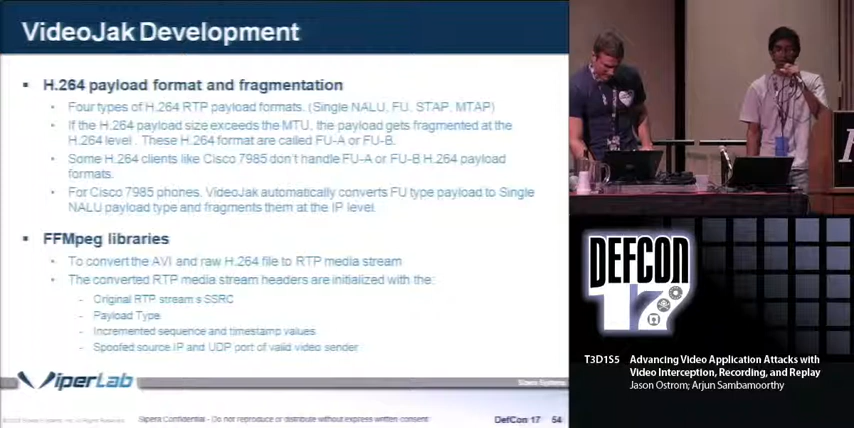 VideoJak Development
H.264 payload format and fragmentation
Four types of H.264 RTP payload formats. (Single NALU, FU, STAP, MTAP)
If the H.264 payload size exceeds the MTU, the payload gets fragmented at the
H.264 level . These H.264 format are called FU-A or FU-B.
Some H.264 clients like Cisco 7985 don't handle FU-A or FU-B H.264 payload
formats.
For Cisco 7985 phones, VideoJak automatically converts FU type payload to Single
NALU payload type and fragments them at the IP level.
FFMpeg libraries
To convert the AVI and raw H.264 file to RTP media stream
The converted RTP media stream headers are initialized with the:
- Original RTP stream s SSRC
- Payload Type
- Incremented sequence and timestamp values
- Spoofed source IP and UDP port of valid video sender
ViperLab
Sipera Systems
Sipera Confidential - Do not reproduce or distribute without express written consent
DefCon 17 54
DEFCON
17
T3D1S5 Advancing Video Application Attacks with
Video Interception, Recording, and Replay
Jason Ostrom; Arjun Sambamoorthy